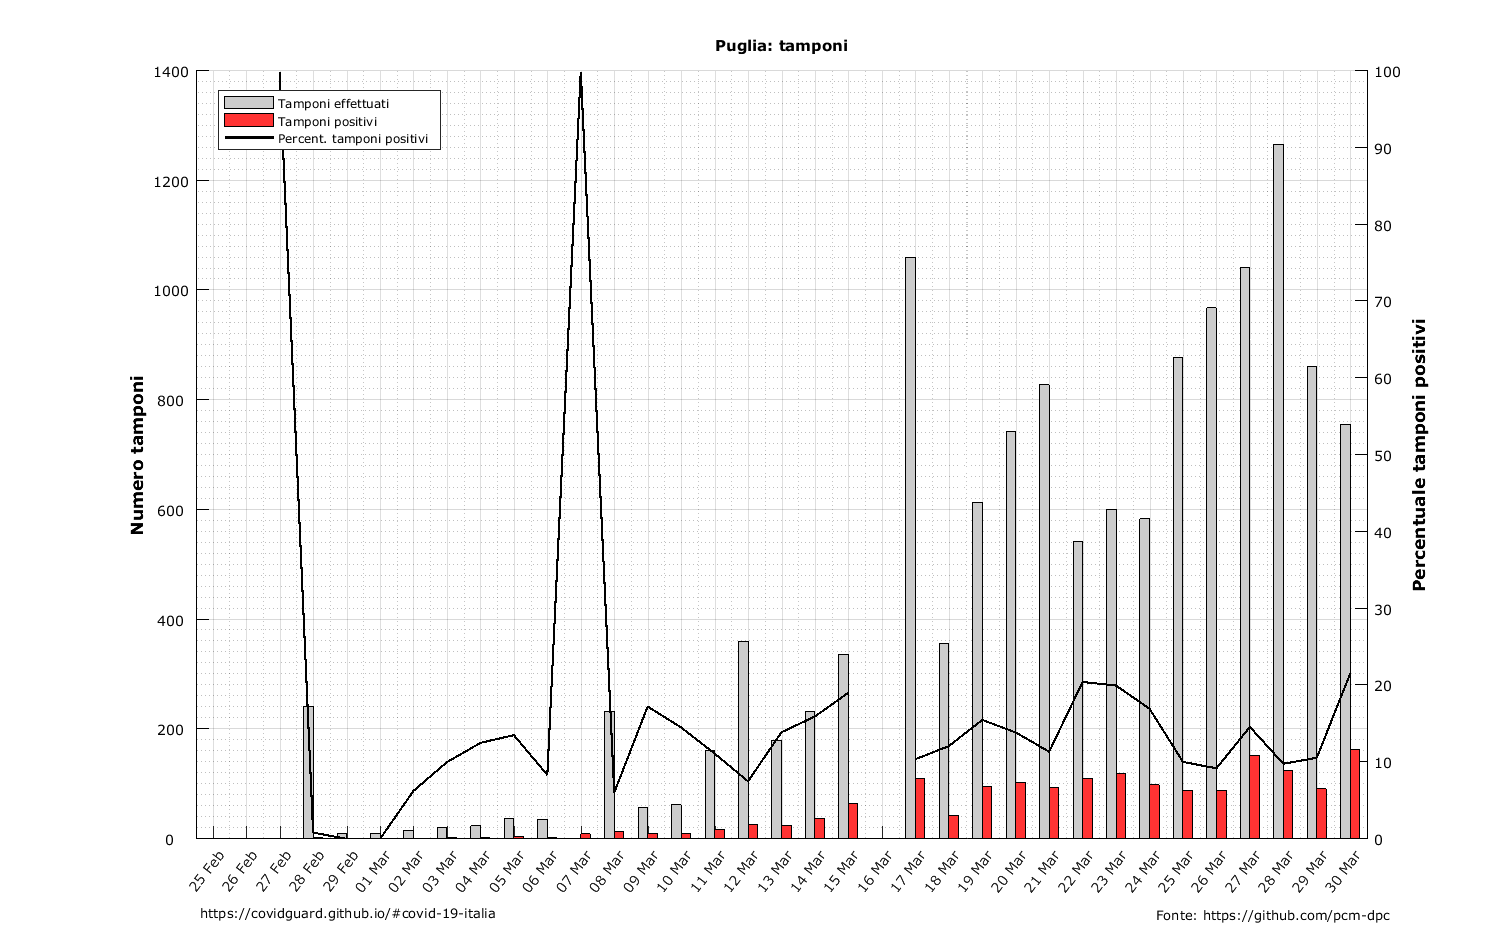 Puglia: tamponi
Tamponi effettuati
Tamponi positivi
Percent. tamponi positivi
Numero tamponi
1400
1200
1000
800
600
400
200
0
Percentuale tamponi positivi
100
90
80
70
60
50
40
30
20
10
0
25 Feb
26 Feb
27 Feb
28 Feb
29 Feb
01 Mar
02 Mar
03 Mar
04 Mar
05 Mar
06 Mar
07 Mar
08 Mar
09 Mar
10 Mar
11 Mar
12 Mar
13 Mar
14 Mar
15 Mar
16 Mar
17 Mar
18 Mar
19 Mar
20 Mar
21 Mar
22 Mar
23 Mar
24 Mar
25 Mar
26 Mar
27 Mar
28 Mar
29 Mar
30 Mar
https://covidguard.github.io/#covid-19-italia
Fonte: https://github.com/pcm-dpc